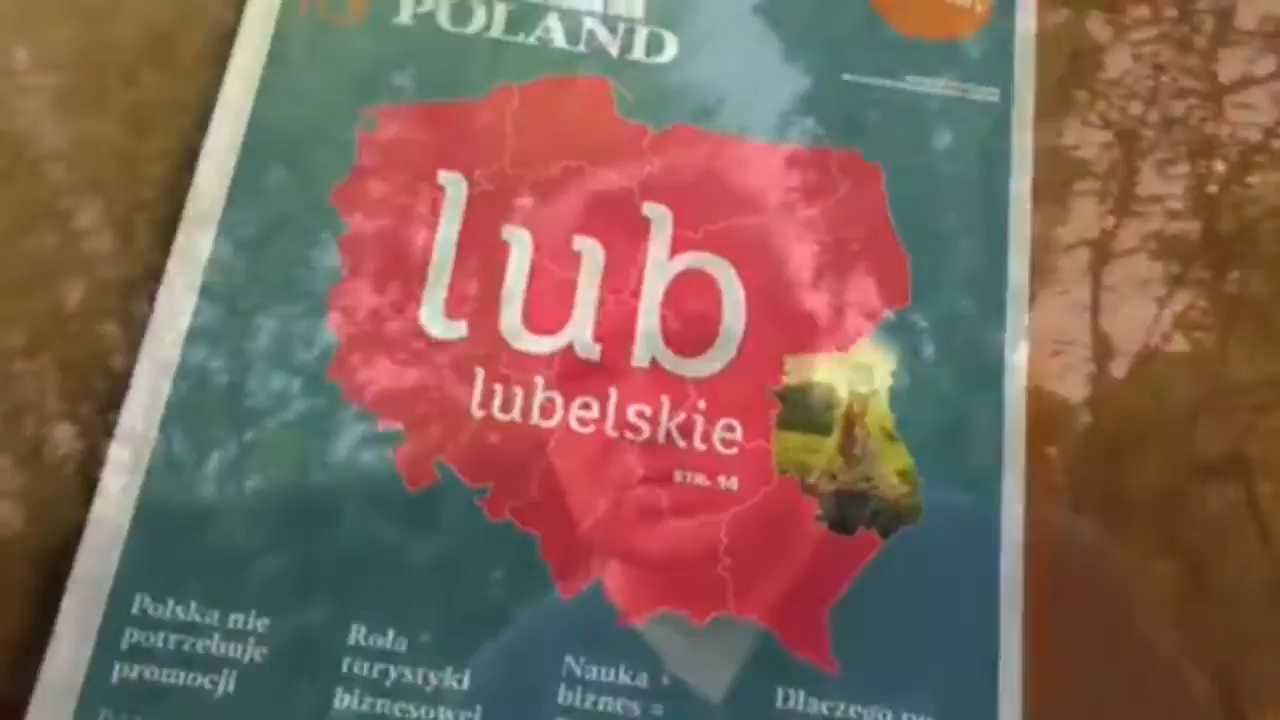 POLAND
lub
lubelskie
STR. 14
Polska nie
potrzebuje
promocji
Rola
turystyki
biznesowej
Nauka +
biznes =
Dlaczego